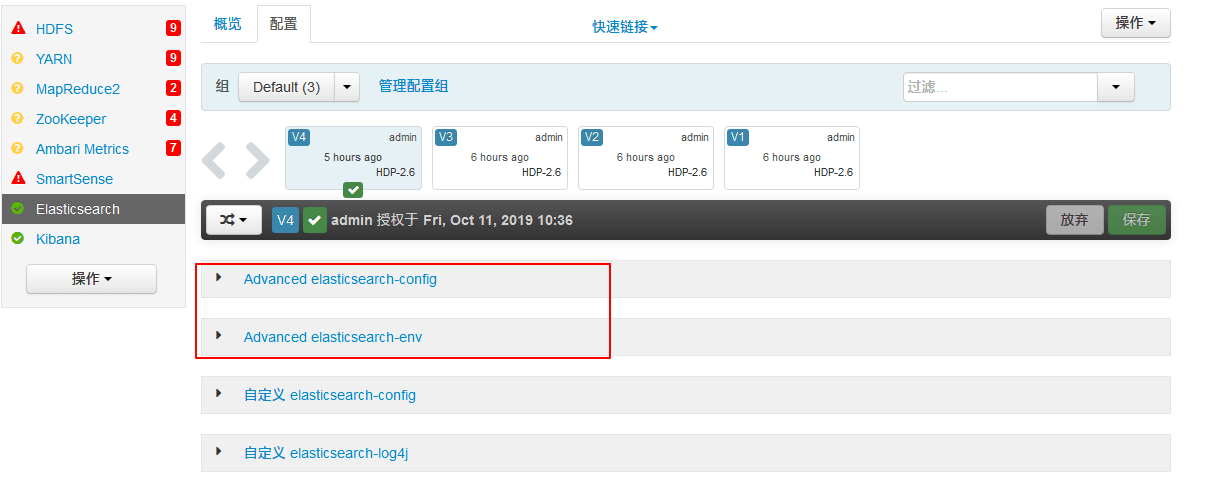 HDFS 9
YARN 9
MapReduce2 2
ZooKeeper 4
Ambari Metrics 7
SmartSense
Elasticsearch
Kibana
操作
概览 配置 快速链接 操作
组 Default (3) 管理配置组 过滤...
V4 admin
5 hours ago
HDP-2.6
V3 admin
6 hours ago
HDP-2.6
V2 admin
6 hours ago
HDP-2.6
V1 admin
6 hours ago
HDP-2.6
V4 admin 授权于 Fri, Oct 11, 2019 10:36 放弃 保存
Advanced elasticsearch-config
Advanced elasticsearch-env
自定义 elasticsearch-config
自定义 elasticsearch-log4j